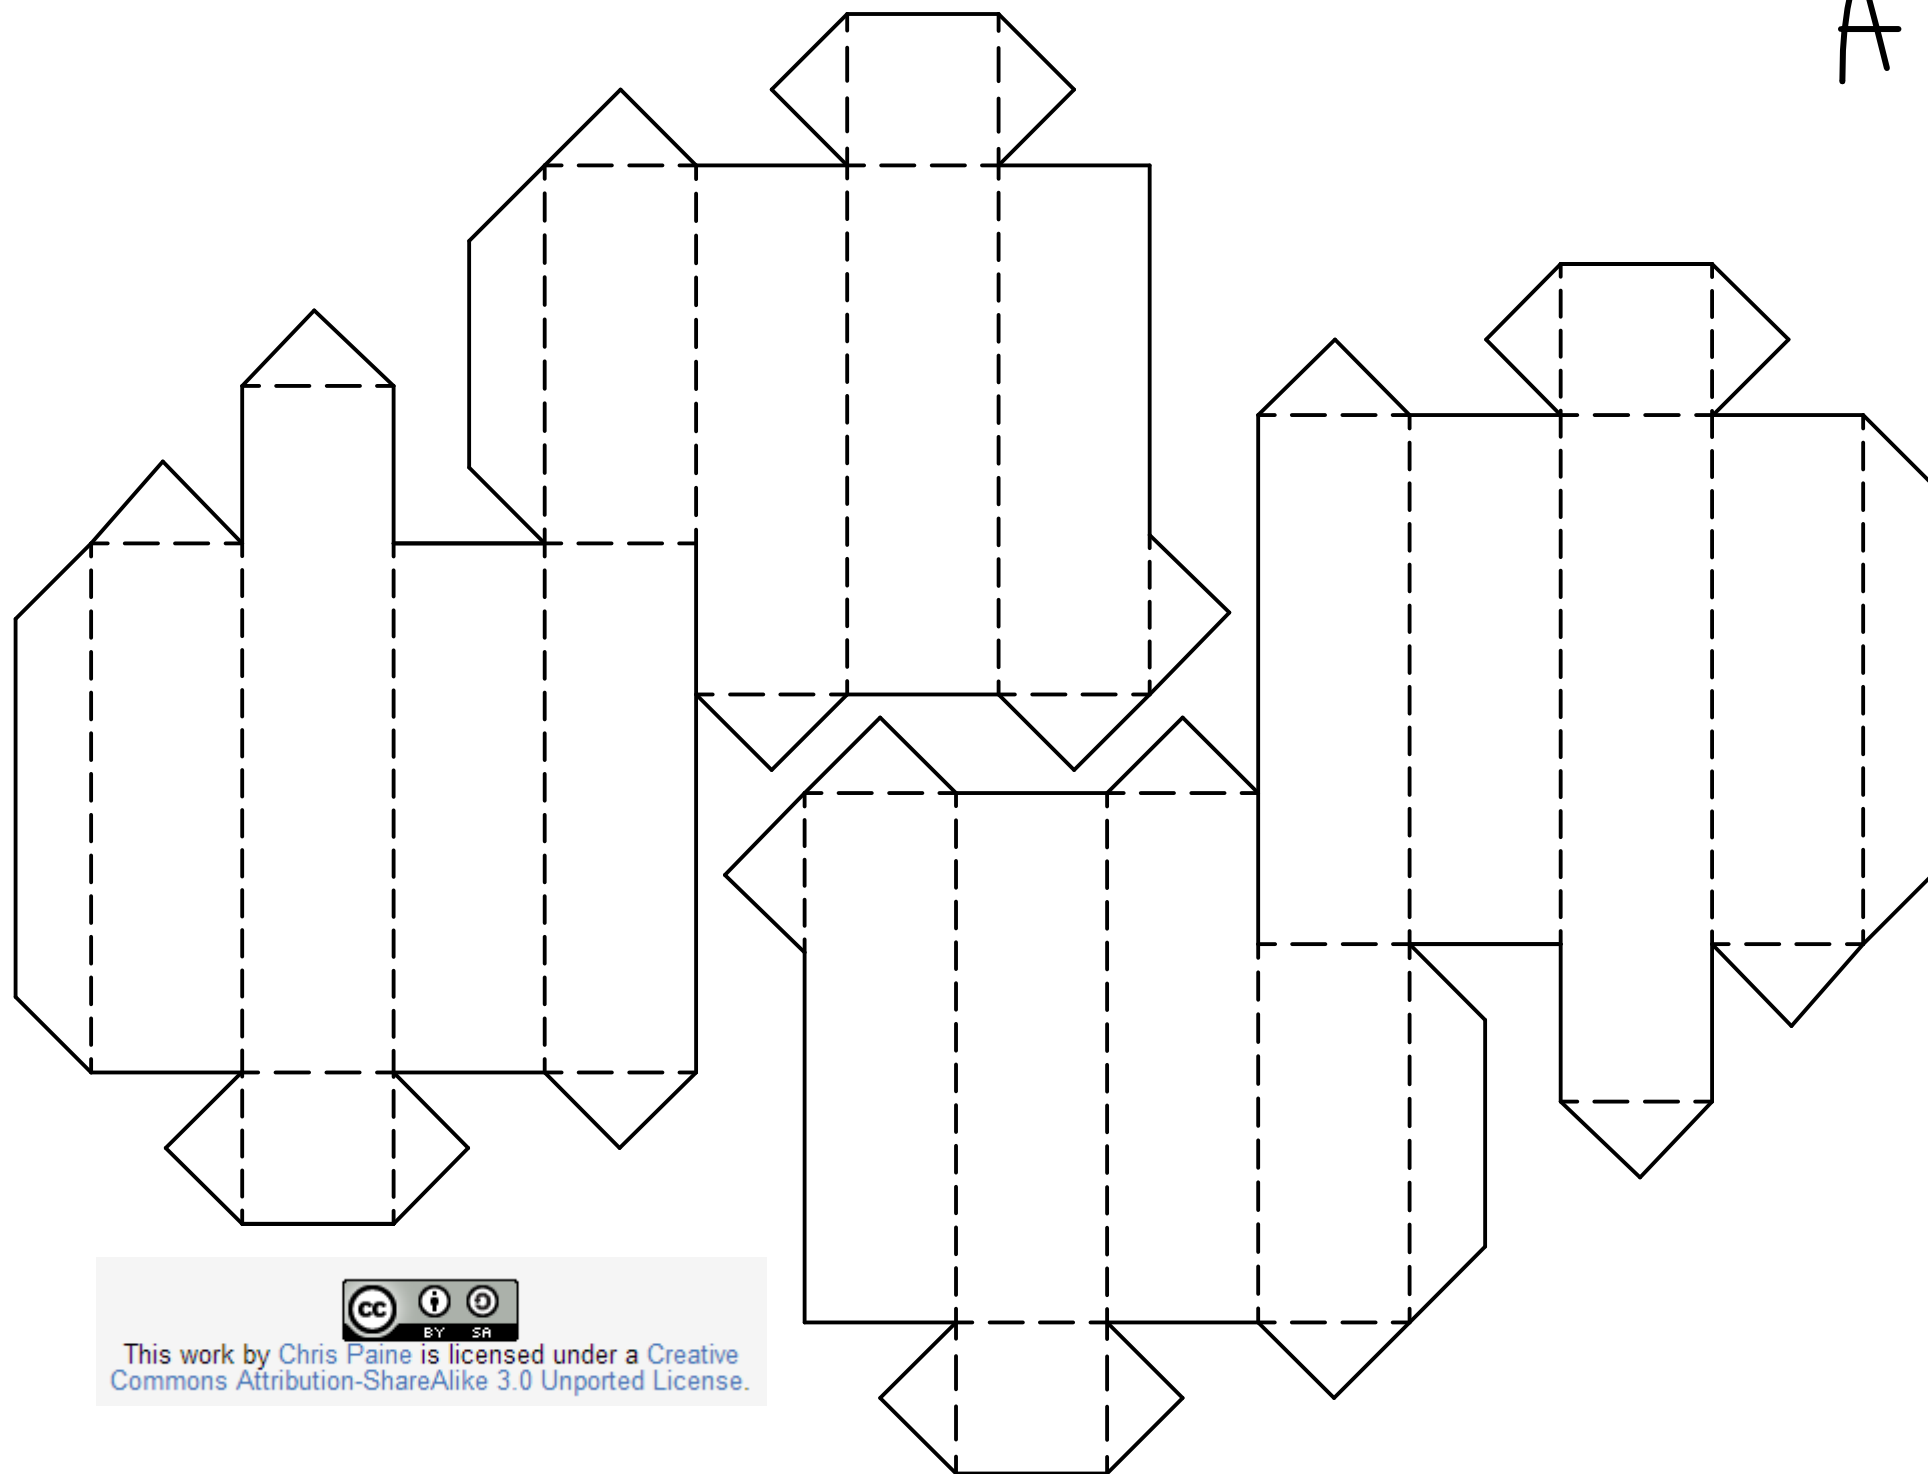 A
cc
BY SA
This work by Chris Paine is licensed under a Creative
Commons Attribution-ShareAlike 3.0 Unported License.